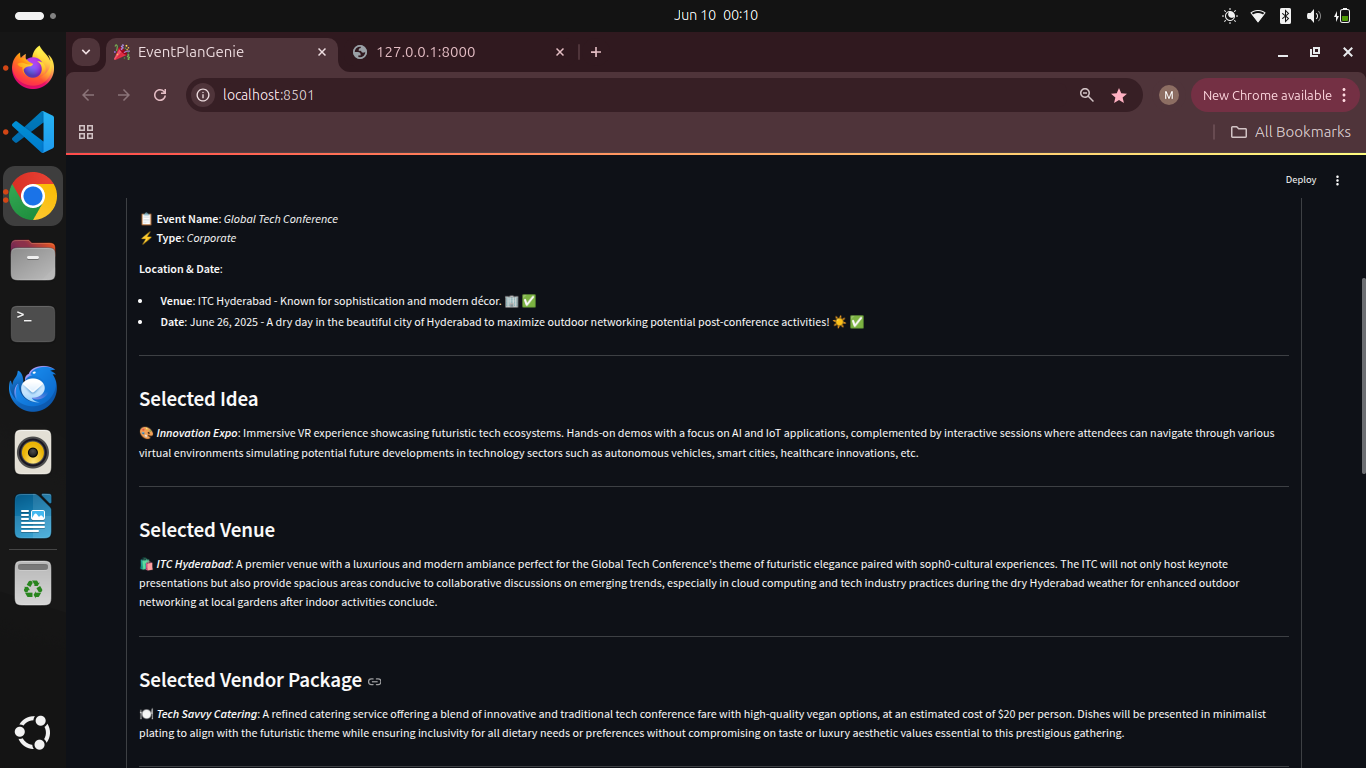 Jun 10 00:10
EventPlanGenie
127.0.0.1:8000
localhost:8501
M
New Chrome available
All Bookmarks
Deploy
>_
📋 Event Name: Global Tech Conference
⚡ Type: Corporate
Location & Date:
• Venue: ITC Hyderabad - Known for sophistication and modern décor. 🏢 ✅
• Date: June 26, 2025 - A dry day in the beautiful city of Hyderabad to maximize outdoor networking potential post-conference activities! ☀️ ✅
Selected Idea
🎨 Innovation Expo: Immersive VR experience showcasing futuristic tech ecosystems. Hands-on demos with a focus on AI and IoT applications, complemented by interactive sessions where attendees can navigate through various
virtual environments simulating potential future developments in technology sectors such as autonomous vehicles, smart cities, healthcare innovations, etc.
Selected Venue
🛍️ ITC Hyderabad: A premier venue with a luxurious and modern ambiance perfect for the Global Tech Conference's theme of futuristic elegance paired with soph0-cultural experiences. The ITC will not only host keynote
presentations but also provide spacious areas conducive to collaborative discussions on emerging trends, especially in cloud computing and tech industry practices during the dry Hyderabad weather for enhanced outdoor
networking at local gardens after indoor activities conclude.
Selected Vendor Package
🍽️ Tech Savvy Catering: A refined catering service offering a blend of innovative and traditional tech conference fare with high-quality vegan options, at an estimated cost of $20 per person. Dishes will be presented in minimalist
plating to align with the futuristic theme while ensuring inclusivity for all dietary needs or preferences without compromising on taste or luxury aesthetic values essential to this prestigious gathering.